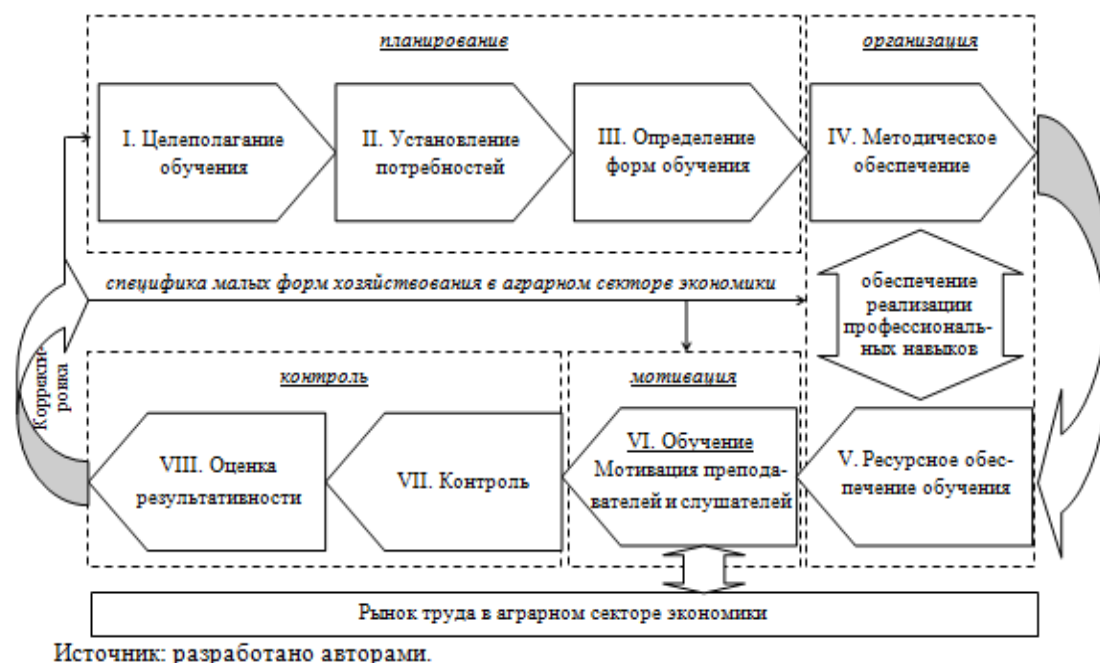 планирование
организация
I. Целеполагание
обучения
II. Установление
потребностей
III. Определение
форм обучения
IV. Методическое
обеспечение
специфика малых форм хозяйствования в аграрном секторе экономики
обеспечение
реализации
профессиональ-
ных навыков
Корректи-
ровка
контроль
мотивация
VIII. Оценка
результативности
VII. Контроль
VI. Обучение
Мотивация препода-
вателей и слушателей
V. Ресурсное обес-
печение обучения
Рынок труда в аграрном секторе экономики
Источник: разработано авторами.